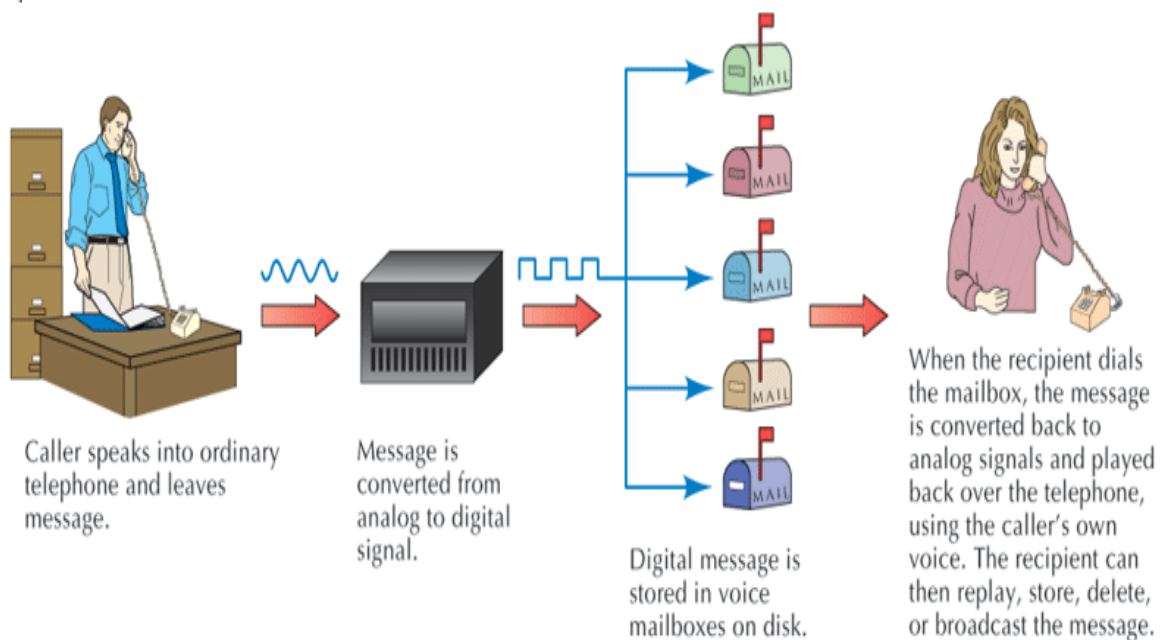 MAIL
MAIL
MAIL
MAIL
MAIL
Caller speaks into ordinary
telephone and leaves
message.
Message is
converted from
analog to digital
signal.
Digital message is
stored in voice
mailboxes on disk.
When the recipient dials
the mailbox, the message
is converted back to
analog signals and played
back over the telephone,
using the caller's own
voice. The recipient can
then replay, store, delete,
or broadcast the message.